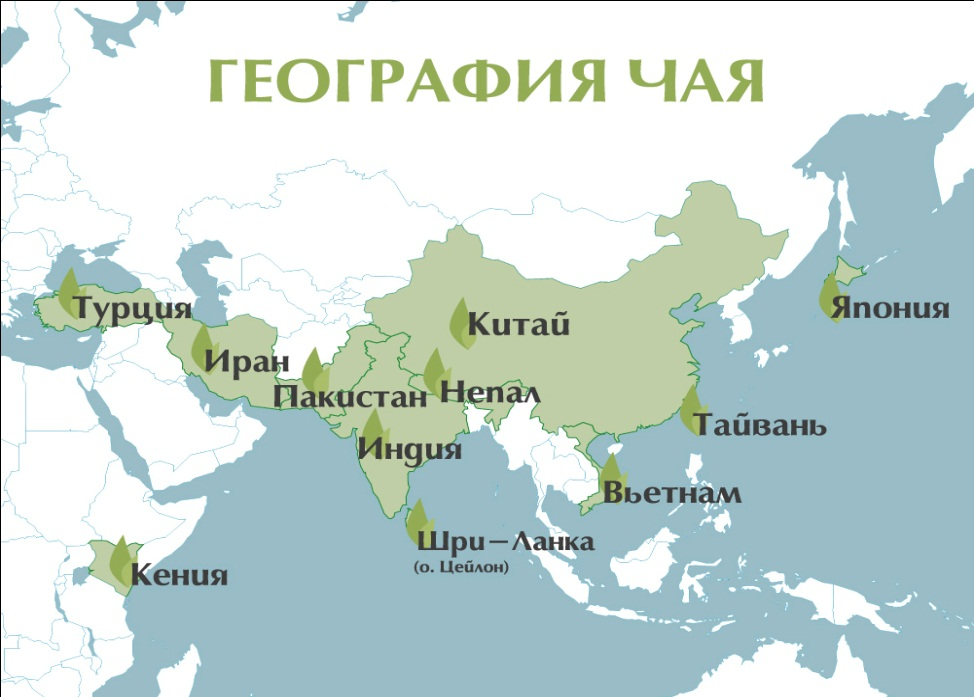 ГЕОГРАФИЯ ЧАЯ
Турция
Китай
Япония
Иран
Пакистан
Непал
Тайвань
Индия
Вьетнам
Шри–Ланка
(о. Цейлон)
Кения